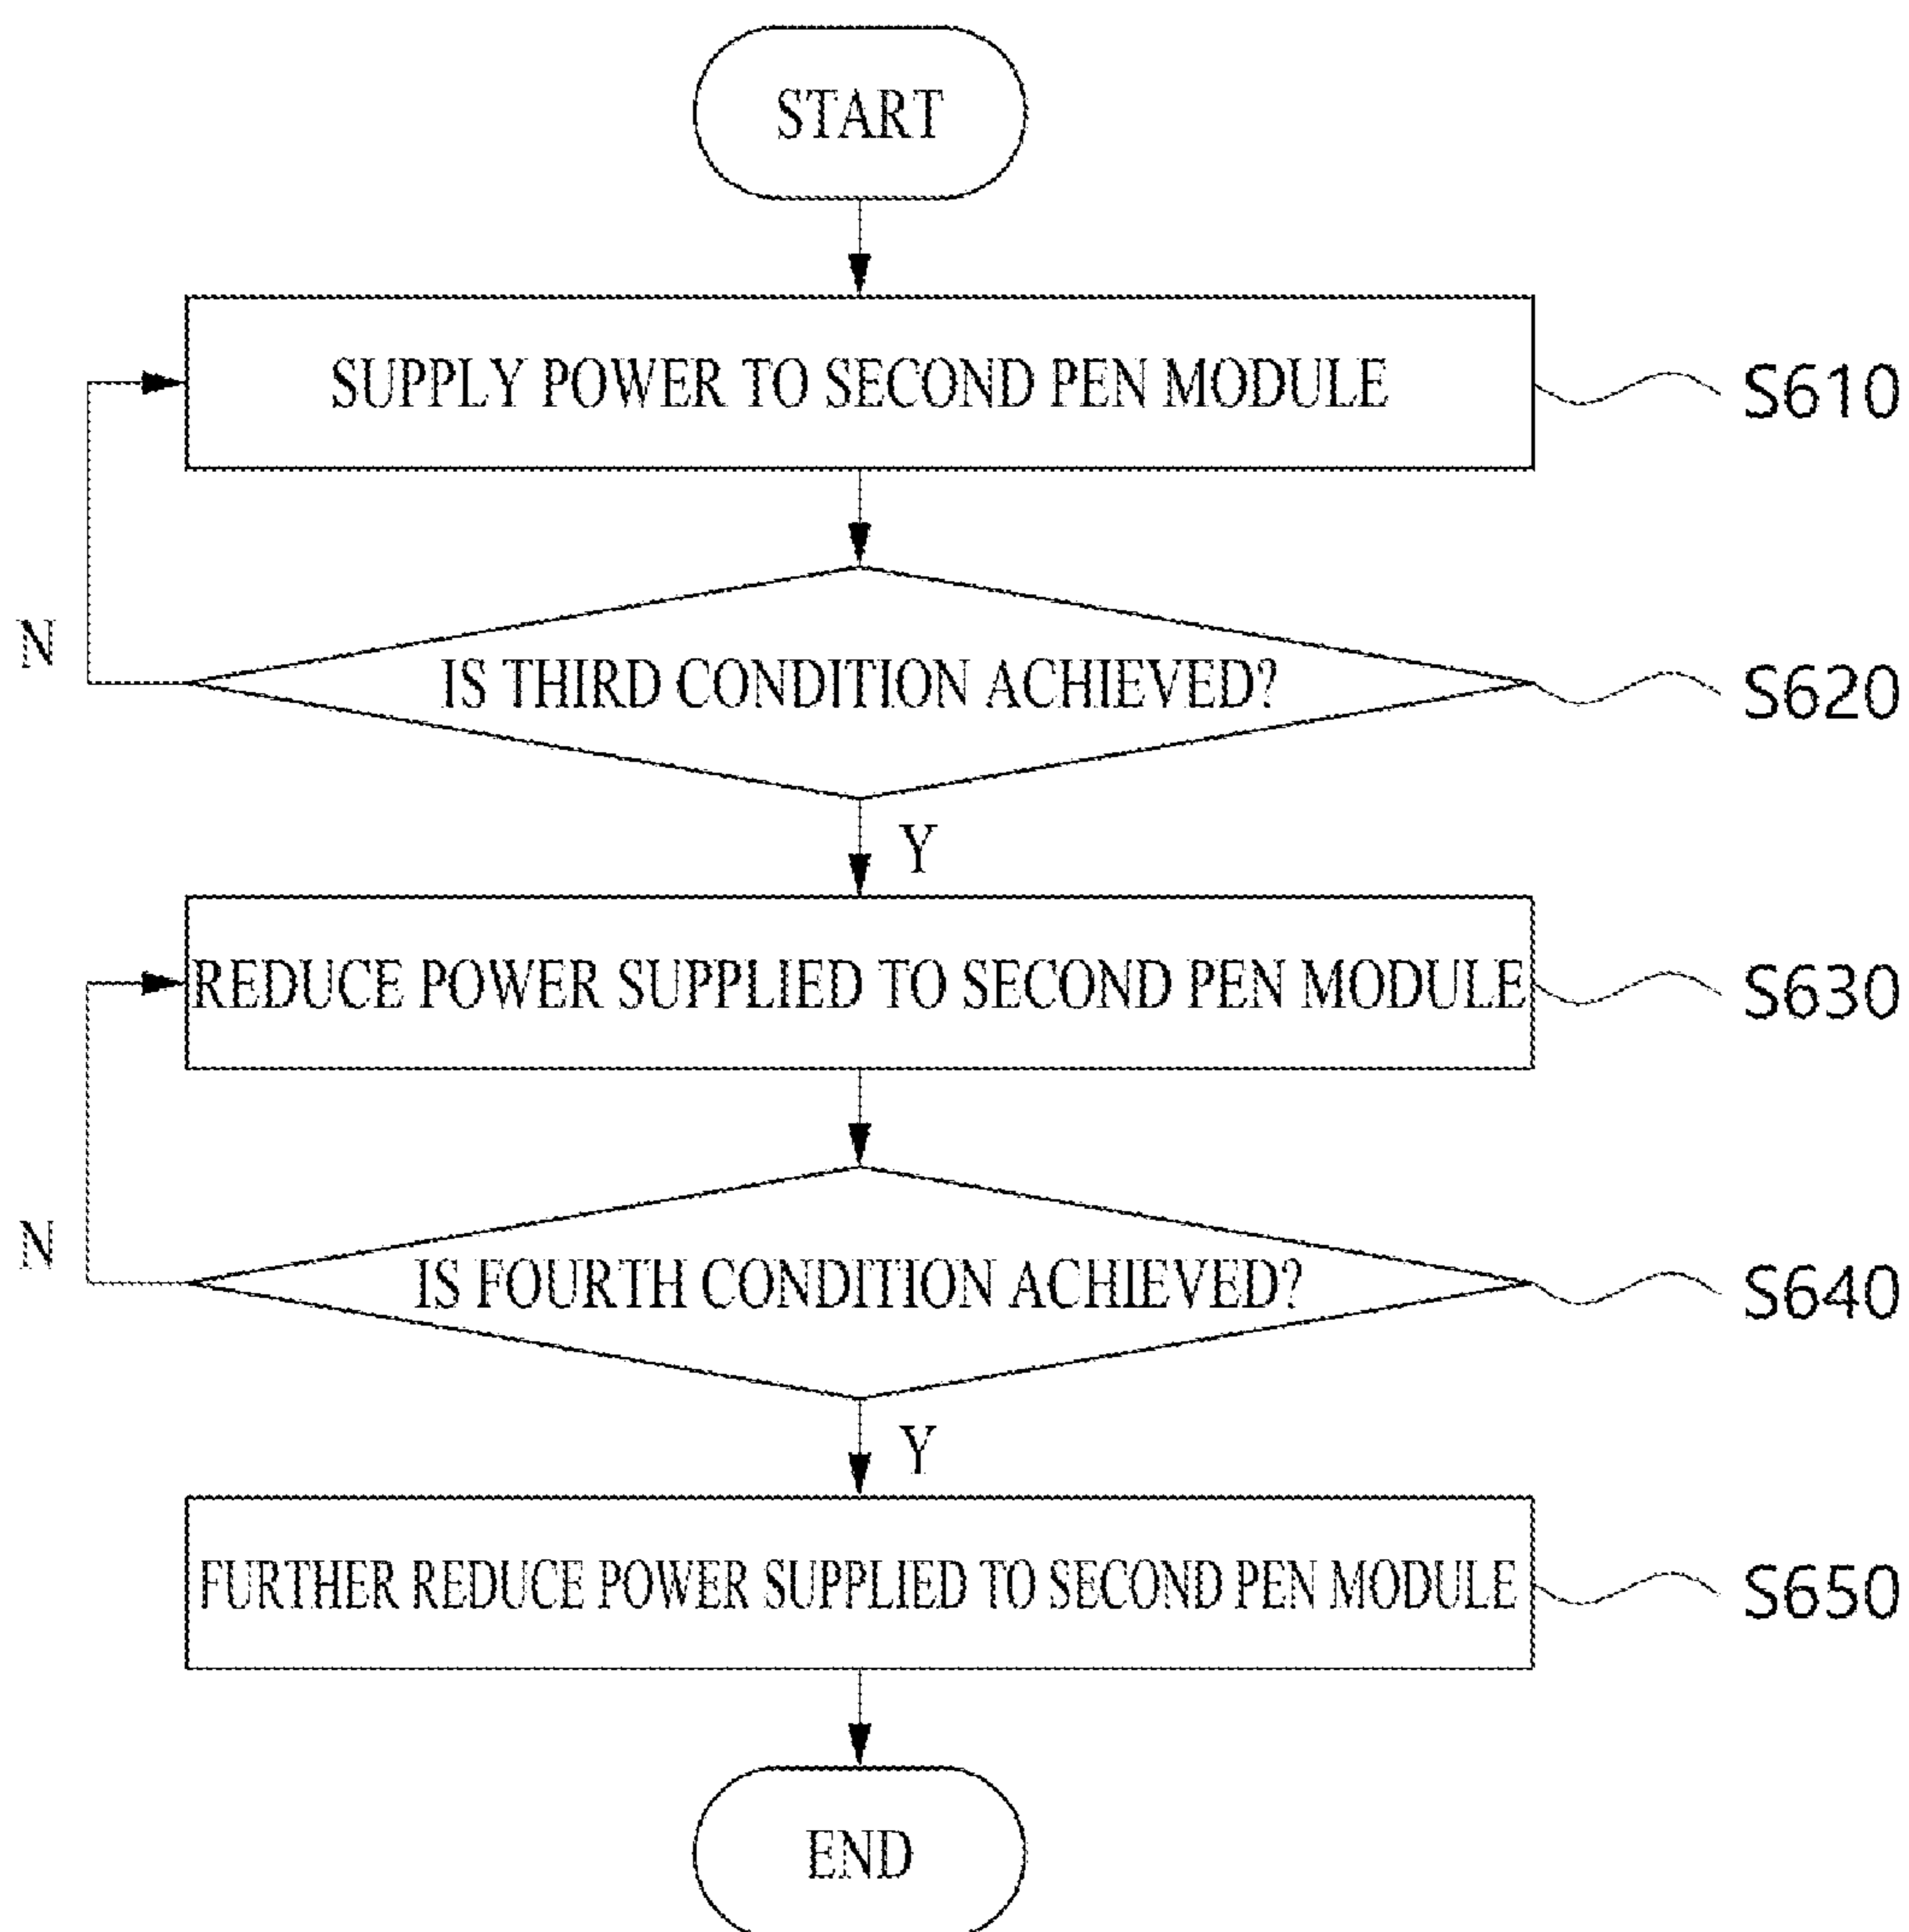 START
SUPPLY POWER TO SECOND PEN MODULE
S610
N
IS THIRD CONDITION ACHIEVED?
S620
Y
REDUCE POWER SUPPLIED TO SECOND PEN MODULE
S630
N
IS FOURTH CONDITION ACHIEVED?
S640
Y
FURTHER REDUCE POWER SUPPLIED TO SECOND PEN MODULE
S650
END